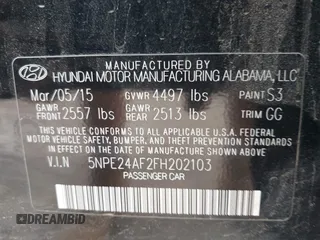 MANUFACTURED BY
HYUNDAI MOTOR MANUFACTURING ALABAMA, LLC
Mar/05/15 GVWR 4497 lbs PAINT S3
GAWR FRONT 2557 lbs GAWR REAR 2513 lbs TRIM GG
THIS VEHICLE CONFORMS TO ALL APPLICABLE
U.S. FEDERAL MOTOR VEHICLE SAFETY, BUMPER,
AND THEFT PREVENTION STANDARDS IN EFFECT ON
THE DATE OF MANUFACTURE SHOWN ABOVE.
V.I.N 5NPE24AF2FH202103
PASSENGER CAR
DREAMBID